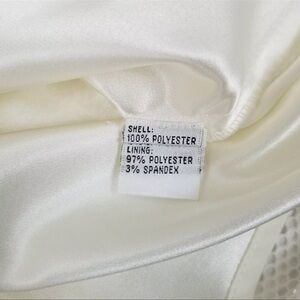 SHELL:
100% POLYESTER
LINING:
97% POLYESTER
3% SPANDEX